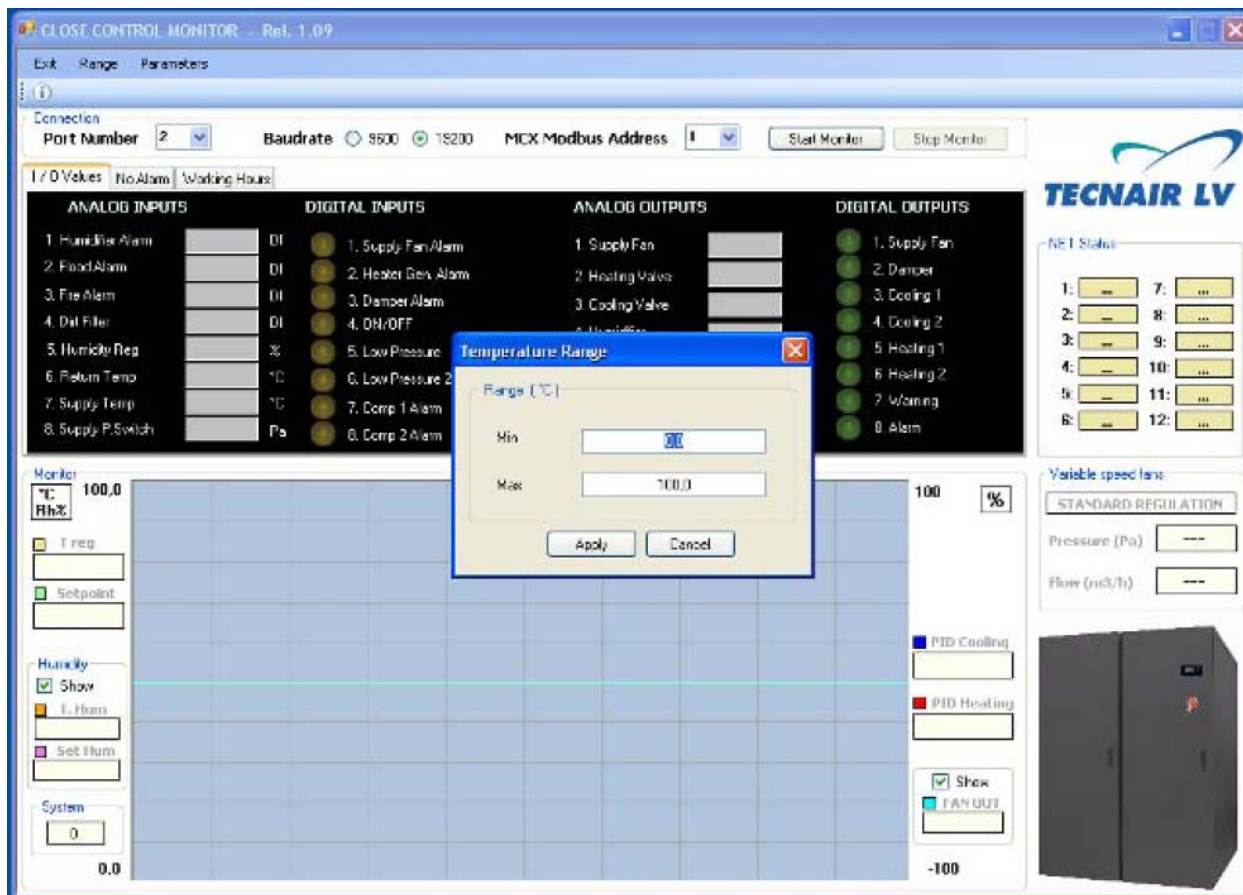 CLOSE CONTROL MONITOR - Rel. 1.09
Exit Range Parameters
Connection
Port Number 2 Baudrate 9600 19200 MCX Modbus Address 1 Start Monitor Stop Monitor
TECNAIR LV
I / O Values No Alarm Working Hours
ANALOG INPUTS
1. Humidifier Alarm DI
2. Flood Alarm DI
3. Fire Alarm DI
4. Dirt Filter DI
5. Humidity Reg %
6. Return Temp °C
7. Supply Temp °C
8. Supply P.Switch Pa
DIGITAL INPUTS
1. Supply Fan Alarm
2. Heater Gen. Alarm
3. Damper Alarm
4. ON/OFF
5. Low Pressure
6. Low Pressure 2
7. Comp 1 Alarm
8. Comp 2 Alarm
ANALOG OUTPUTS
1. Supply Fan
2. Heating Valve
3. Cooling Valve
DIGITAL OUTPUTS
1. Supply Fan
2. Damper
3. Cooling 1
4. Cooling 2
5. Heating 1
6. Heating 2
7. Warning
8. Alarm
NET Status
1: ... 7: ...
2: ... 8: ...
3: ... 9: ...
4: ... 10: ...
5: ... 11: ...
6: ... 12: ...
Temperature Range
Range (°C)
Min 0,0
Max 100,0
Apply Cancel
Monitor
°C
Rh%
100,0
T reg
Setpoint
Humidity
Show
T. Hum
Set Hum
System
0
0.0
100 %
PID Cooling
PID Heating
Show
FAN OUT
-100
Variable speed fans
STANDARD REGULATION
Pressure (Pa) ---
Flow (m3/h) ---